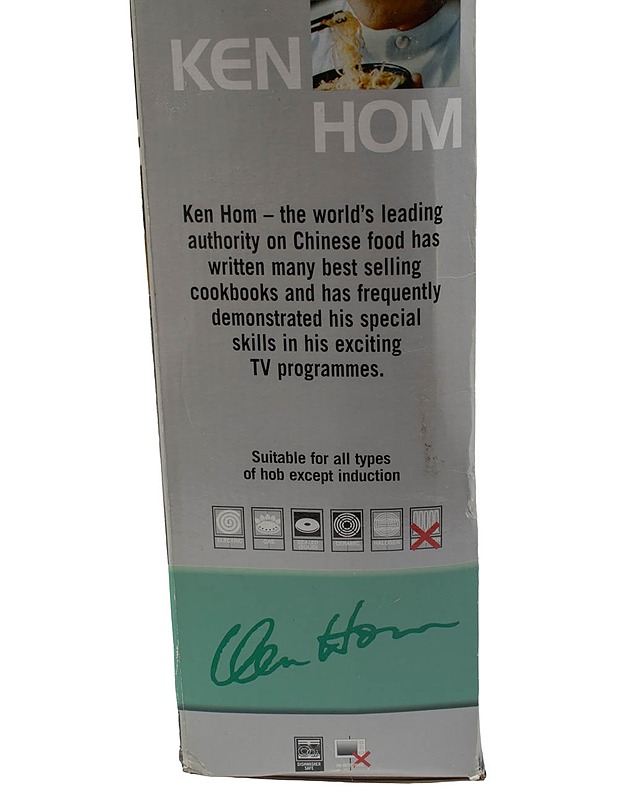 KEN
HOM
Ken Hom – the world's leading
authority on Chinese food has
written many best selling
cookbooks and has frequently
demonstrated his special
skills in his exciting
TV programmes.
Suitable for all types
of hob except induction
Ken Hom
DISHWASHER
SAFE